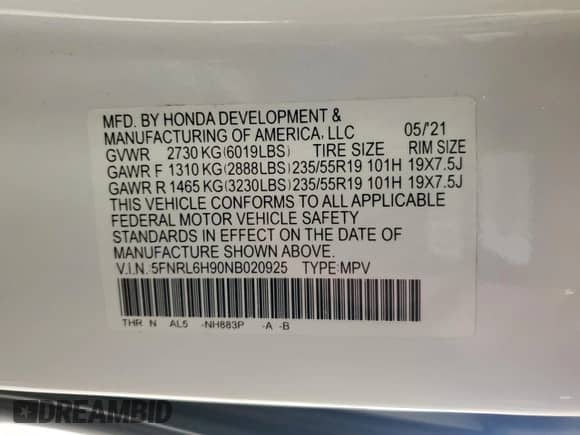 MFD. BY HONDA DEVELOPMENT &
MANUFACTURING OF AMERICA, LLC 05/'21
GVWR 2730 KG(6019LBS) TIRE SIZE RIM SIZE
GAWR F 1310 KG(2888LBS)235/55R19 101H 19X7.5J
GAWR R 1465 KG(3230LBS)235/55R19 101H 19X7.5J
THIS VEHICLE CONFORMS TO ALL APPLICABLE
FEDERAL MOTOR VEHICLE SAFETY
STANDARDS IN EFFECT ON THE DATE OF
MANUFACTURE SHOWN ABOVE.
V.I.N.:5FNRL6H90NB020925 TYPE:MPV
THR N AL5 -NH883P -A -B
DREAMBID